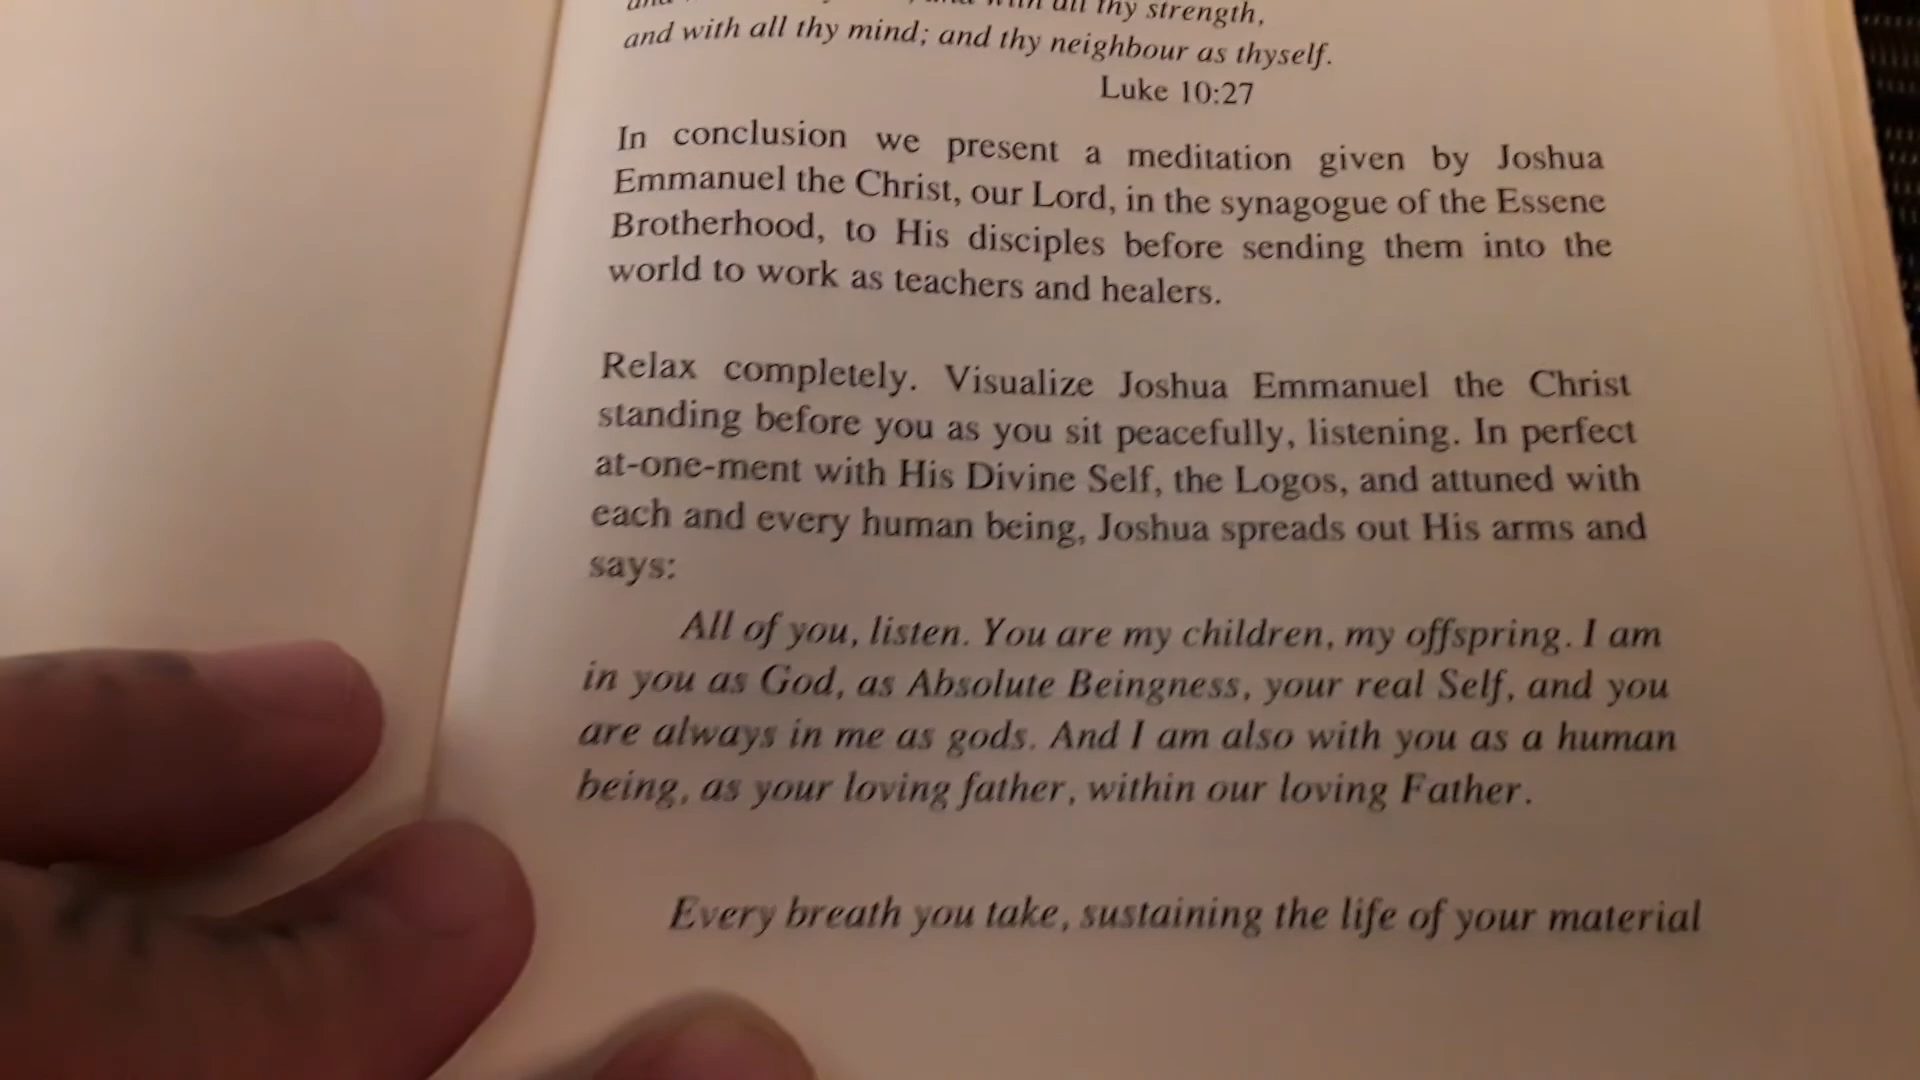 with all thy strength,
and with all thy mind; and thy neighbour as thyself.
Luke 10:27
In conclusion we present a meditation given by Joshua
Emmanuel the Christ, our Lord, in the synagogue of the Essene
Brotherhood, to His disciples before sending them into the
world to work as teachers and healers.
Relax completely. Visualize Joshua Emmanuel the Christ
standing before you as you sit peacefully, listening. In perfect
at-one-ment with His Divine Self, the Logos, and attuned with
each and every human being, Joshua spreads out His arms and
says:
All of you, listen. You are my children, my offspring. I am
in you as God, as Absolute Beingness, your real Self, and you
are always in me as gods. And I am also with you as a human
being, as your loving father, within our loving Father.
Every breath you take, sustaining the life of your material